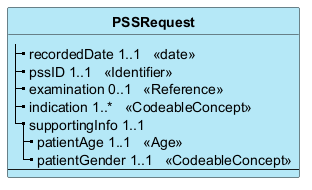 PSSRequest
recordedDate 1..1 «date»
pssID 1..1 «Identifier»
examination 0..1 «Reference»
indication 1..* «CodeableConcept»
supportingInfo 1..1
patientAge 1..1 «Age»
patientGender 1..1 «CodeableConcept»